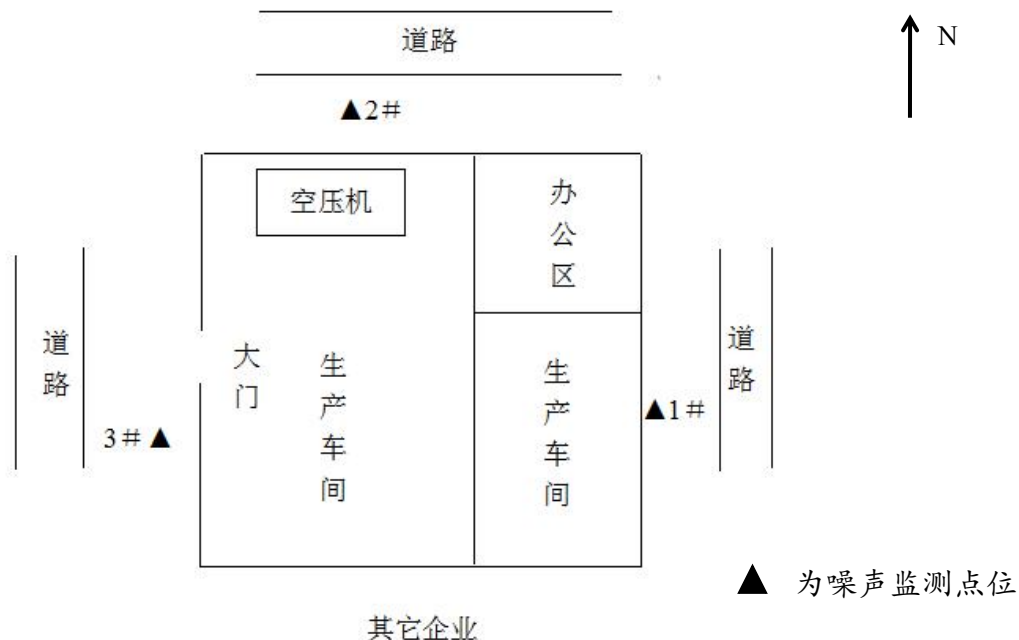 道路
N
▲2#
空压机
办公区
道路
大门
生产车间
生产车间
道路
▲1#
3#▲
▲ 为噪声监测点位
其它企业